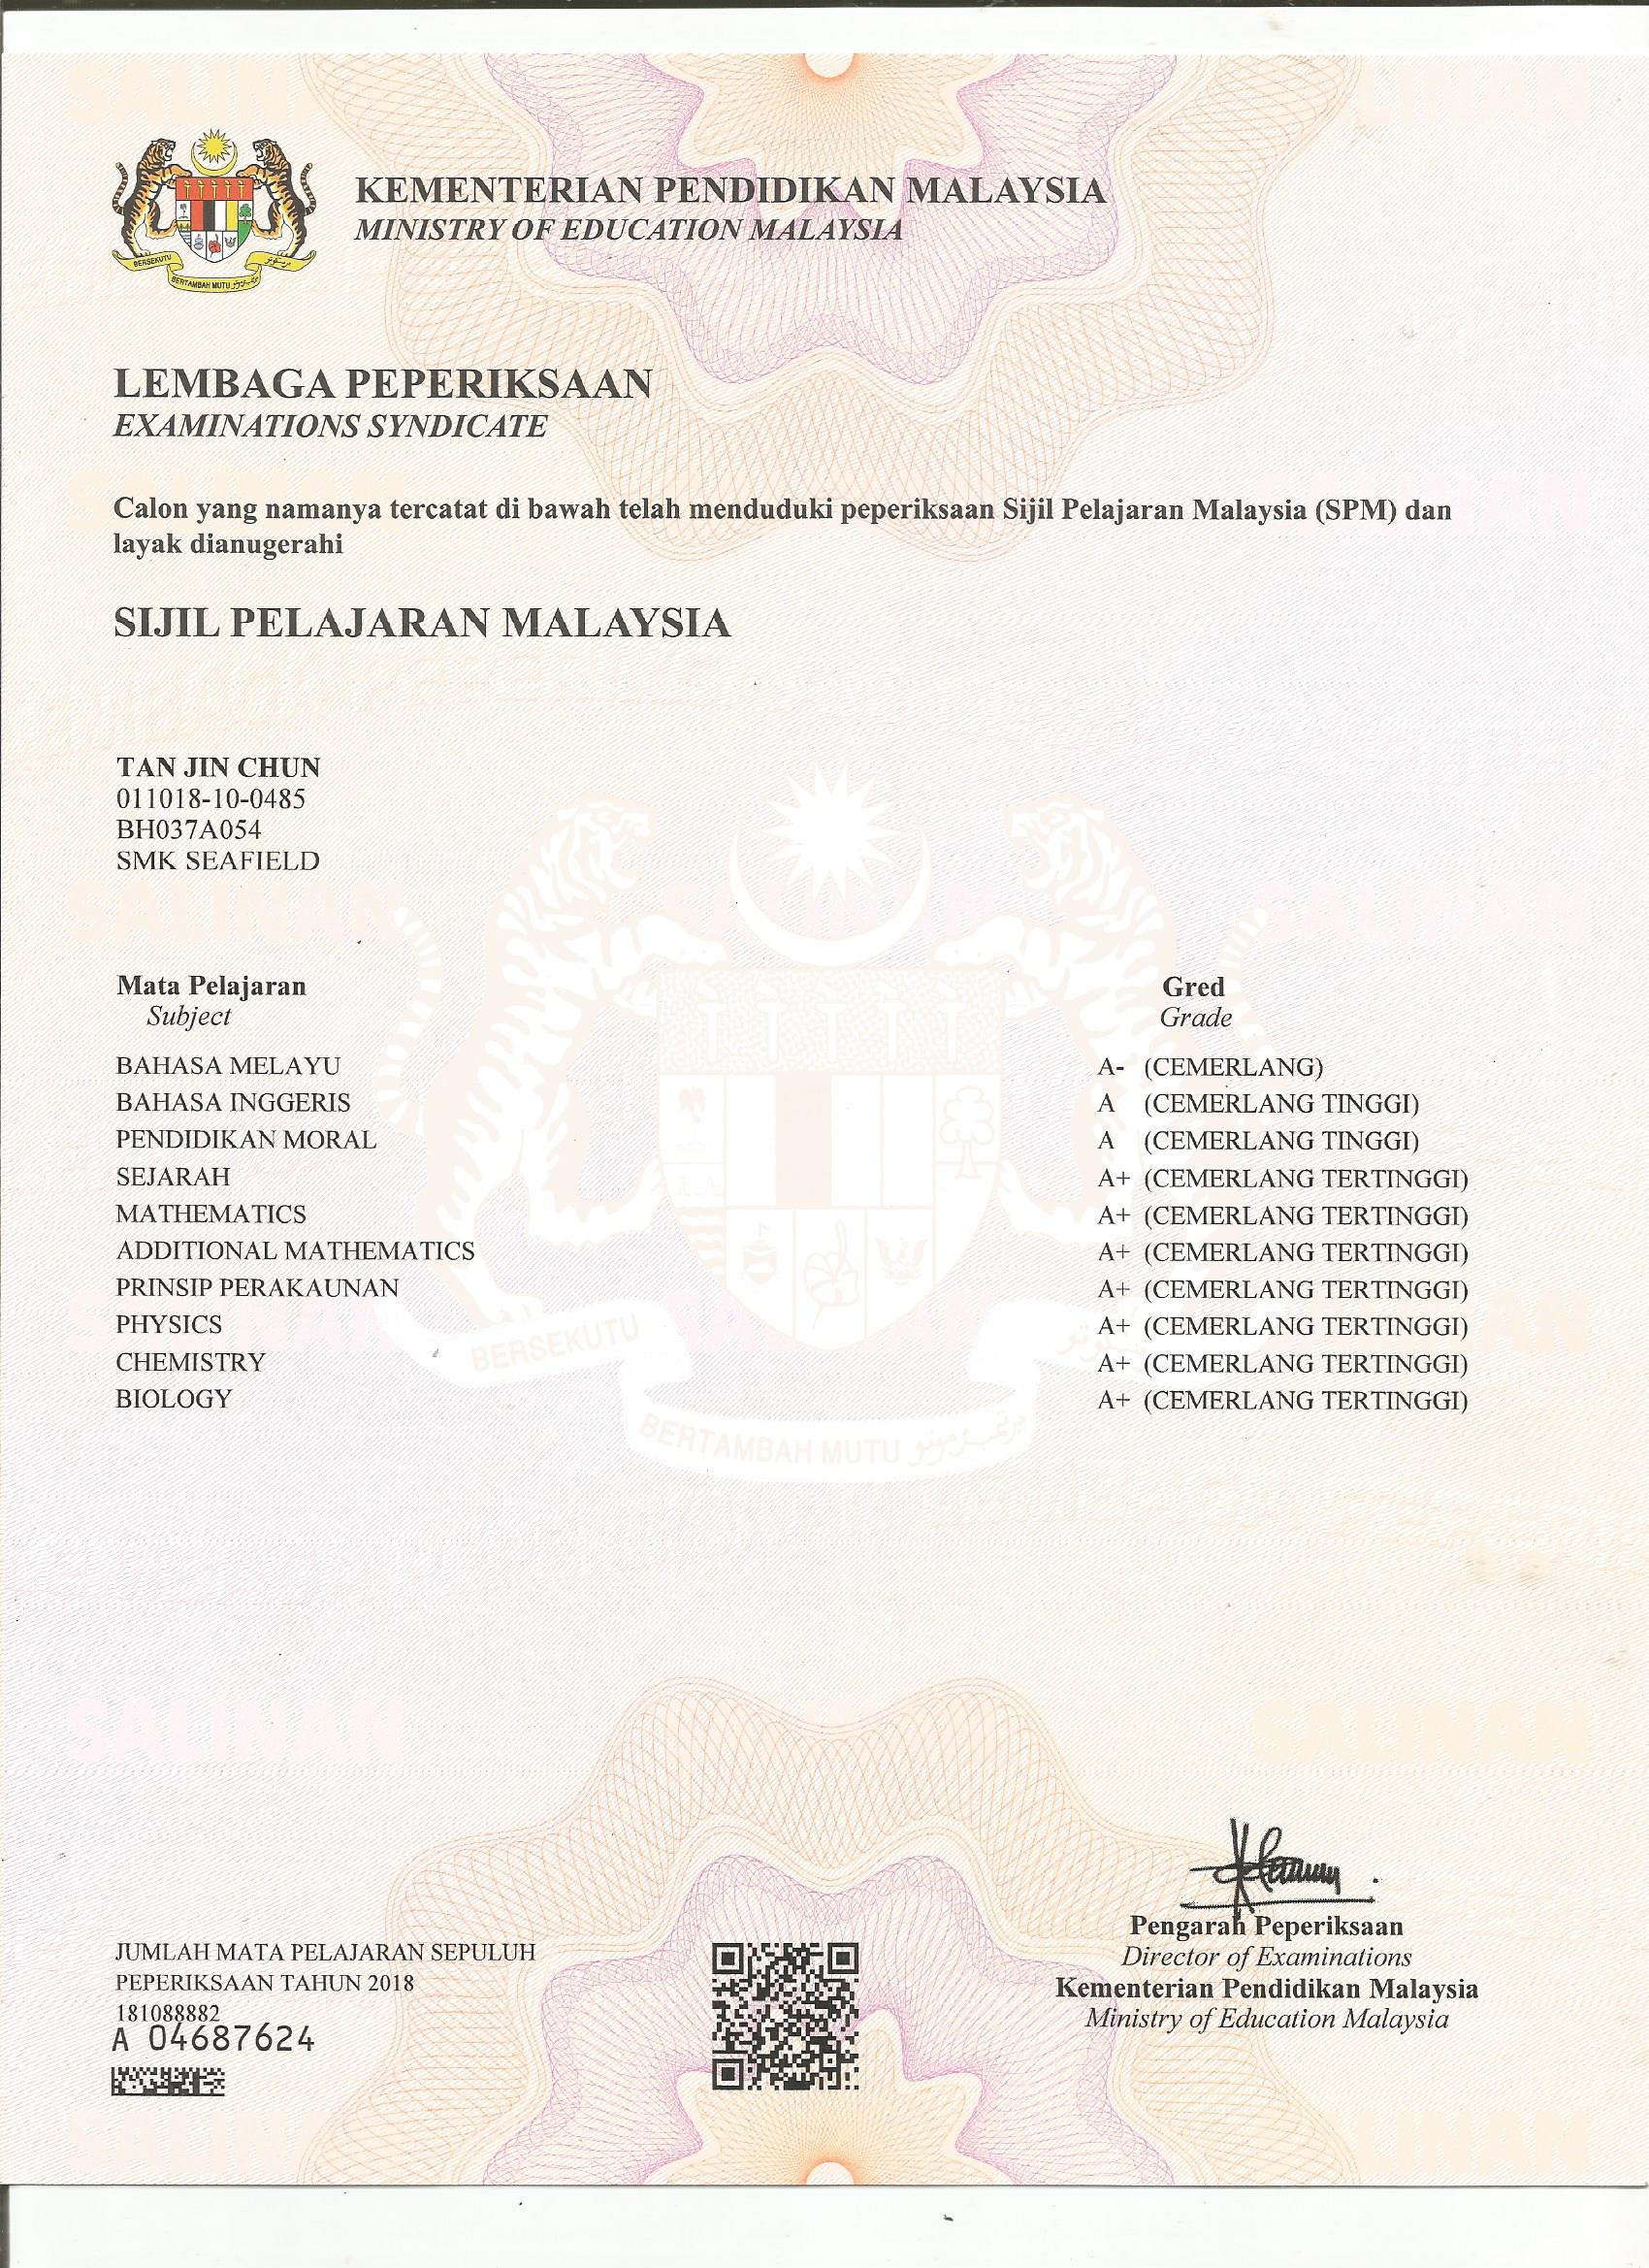 KEMENTERIAN PENDIDIKAN MALAYSIA
MINISTRY OF EDUCATION MALAYSIA
BERSEKUTU
BERTAMBAH MUTU
LEMBAGA PEPERIKSAAN
EXAMINATIONS SYNDICATE
Calon yang namanya tercatat di bawah telah menduduki peperiksaan Sijil Pelajaran Malaysia (SPM) dan
layak dianugerahi
SIJIL PELAJARAN MALAYSIA
TAN JIN CHUN
011018-10-0485
BH037A054
SMK SEAFIELD
Mata Pelajaran Gred
Subject Grade
BAHASA MELAYU A- (CEMERLANG)
BAHASA INGGERIS A (CEMERLANG TINGGI)
PENDIDIKAN MORAL A (CEMERLANG TINGGI)
SEJARAH A+ (CEMERLANG TERTINGGI)
MATHEMATICS A+ (CEMERLANG TERTINGGI)
ADDITIONAL MATHEMATICS A+ (CEMERLANG TERTINGGI)
PRINSIP PERAKAUNAN A+ (CEMERLANG TERTINGGI)
PHYSICS A+ (CEMERLANG TERTINGGI)
CHEMISTRY A+ (CEMERLANG TERTINGGI)
BIOLOGY A+ (CEMERLANG TERTINGGI)
BERSEKUTU
BERTAMBAH MUTU
SALINAN
SALINAN
Pengarah Peperiksaan
Director of Examinations
Kementerian Pendidikan Malaysia
Ministry of Education Malaysia
JUMLAH MATA PELAJARAN SEPULUH
PEPERIKSAAN TAHUN 2018
181088882
A 04687624